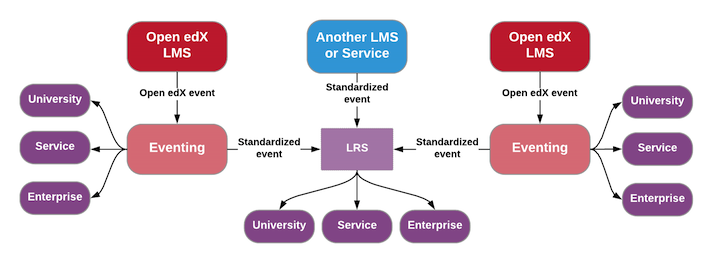 Open edX
LMS
Another LMS
or Service
Open edX
LMS
Open edX event
Standardized
event
Open edX event
University
Service
Enterprise
Eventing
Standardized
event
LRS
Standardized
event
Eventing
University
Service
Enterprise
University
Service
Enterprise